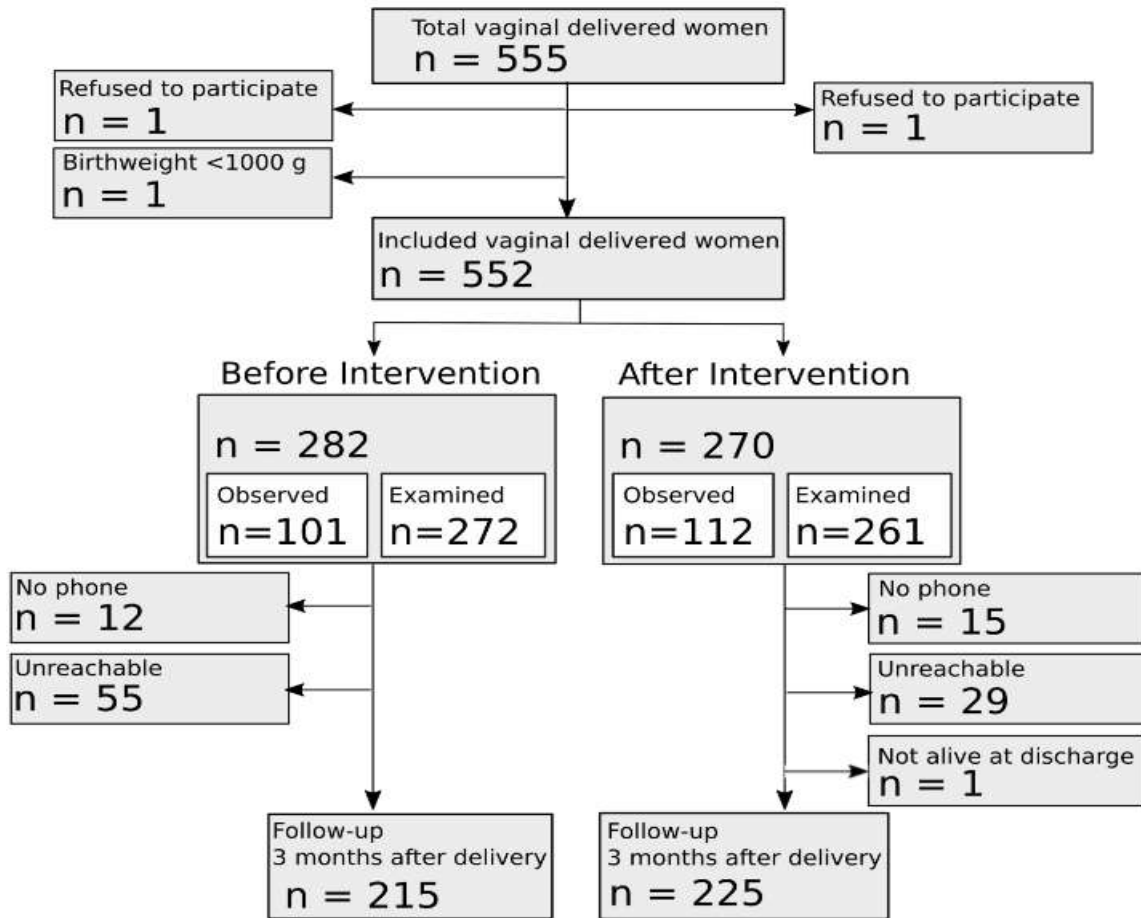 Total vaginal delivered women
n = 555
Refused to participate
n = 1
Refused to participate
n = 1
Birthweight <1000 g
n = 1
Included vaginal delivered women
n = 552
Before Intervention
After Intervention
n = 282
Observed
n=101
Examined
n=272
n = 270
Observed
n=112
Examined
n=261
No phone
n = 12
Unreachable
n = 55
No phone
n = 15
Unreachable
n = 29
Not alive at discharge
n = 1
Follow-up
3 months after delivery
n = 215
Follow-up
3 months after delivery
n = 225